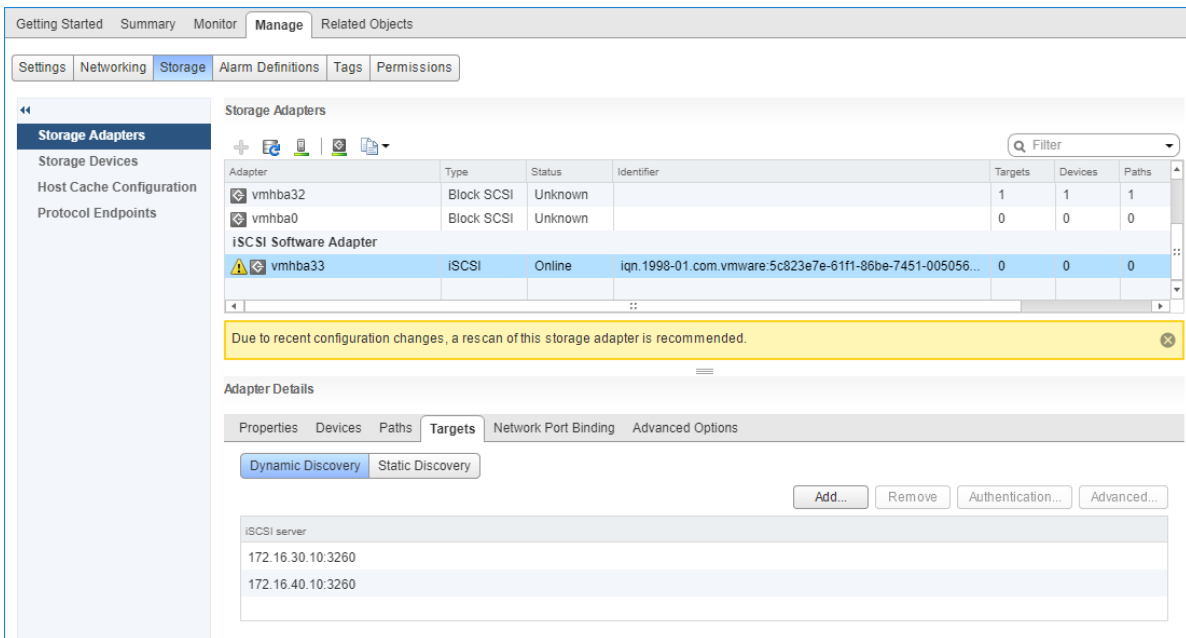 Getting Started Summary Monitor Manage Related Objects
Settings Networking Storage Alarm Definitions Tags Permissions
Storage Adapters
Storage Devices
Host Cache Configuration
Protocol Endpoints
Storage Adapters
Filter
Adapter Type Status Identifier Targets Devices Paths
vmhba32 Block SCSI Unknown 1 1 1
vmhba0 Block SCSI Unknown 0 0 0
iSCSI Software Adapter
vmhba33 iSCSI Online iqn.1998-01.com.vmware:5c823e7e-61f1-86be-7451-005056... 0 0 0
Due to recent configuration changes, a rescan of this storage adapter is recommended.
Adapter Details
Properties Devices Paths Targets Network Port Binding Advanced Options
Dynamic Discovery Static Discovery
Add... Remove Authentication... Advanced...
iSCSI server
172.16.30.10:3260
172.16.40.10:3260